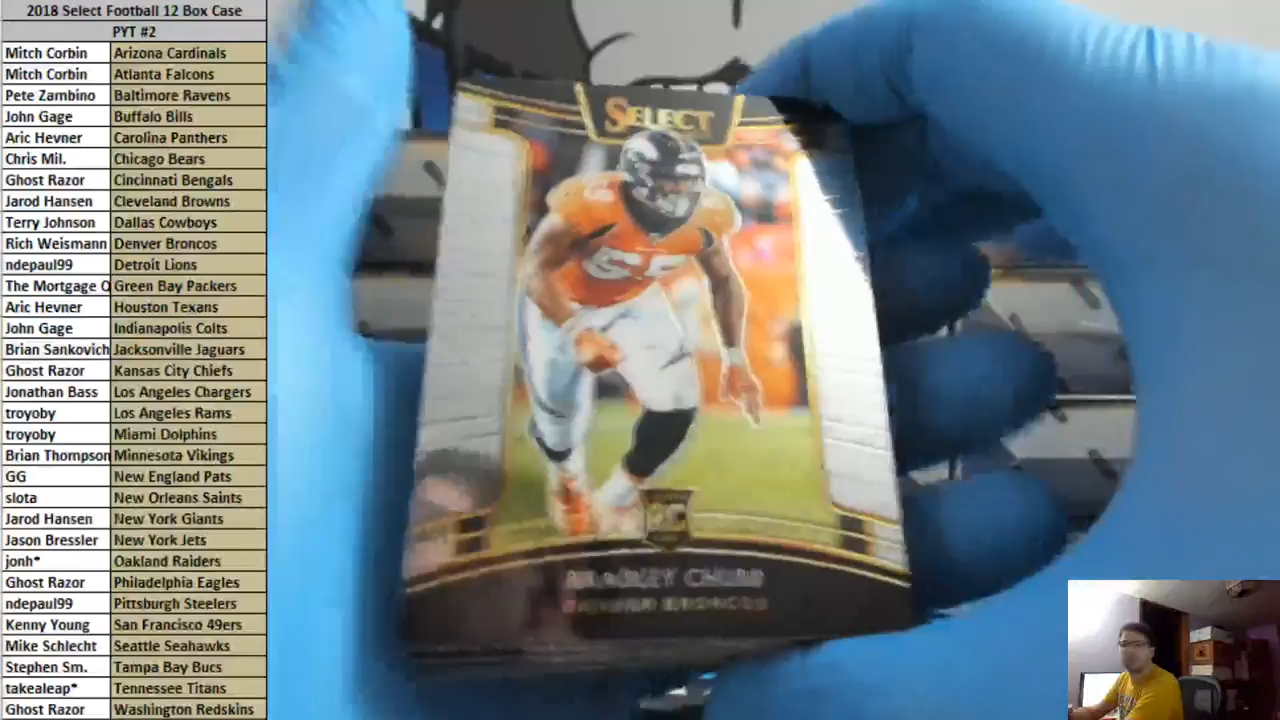 2018 Select Football 12 Box Case
PYT #2
Mitch Corbin Arizona Cardinals
Mitch Corbin Atlanta Falcons
Pete Zambino Baltimore Ravens
John Gage Buffalo Bills
Aric Hevner Carolina Panthers
Chris Mil. Chicago Bears
Ghost Razor Cincinnati Bengals
Jarod Hansen Cleveland Browns
Terry Johnson Dallas Cowboys
Rich Weismann Denver Broncos
ndepaul99 Detroit Lions
The Mortgage Green Bay Packers
Aric Hevner Houston Texans
John Gage Indianapolis Colts
Brian Sankovich Jacksonville Jaguars
Ghost Razor Kansas City Chiefs
Jonathan Bass Los Angeles Chargers
troyoby Los Angeles Rams
troyoby Miami Dolphins
Brian Thompson Minnesota Vikings
GG New England Pats
slota New Orleans Saints
Jarod Hansen New York Giants
Jason Bressler New York Jets
jonh* Oakland Raiders
Ghost Razor Philadelphia Eagles
ndepaul99 Pittsburgh Steelers
Kenny Young San Francisco 49ers
Mike Schlecht Seattle Seahawks
Stephen Sm. Tampa Bay Bucs
takealeap* Tennessee Titans
Ghost Razor Washington Redskins
SELECT
RC
BRADLEY CHUBB
DENVER BRONCOS